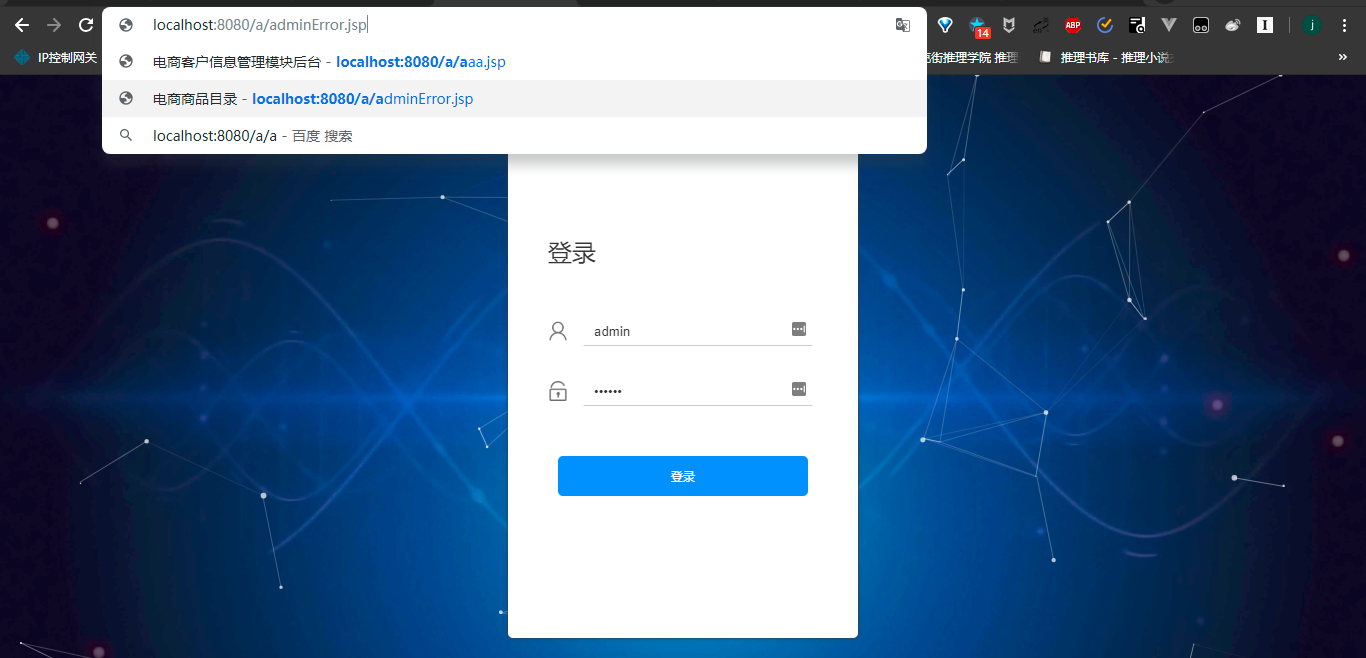 localhost:8080/a/adminError.jsp
14
ABP
I
j
IP控制网关
电商客户信息管理模块后台 - localhost:8080/a/aaa.jsp
推理学院 推理
推理书库 - 推理小说
»
电商商品目录 - localhost:8080/a/adminError.jsp
localhost:8080/a/a - 百度 搜索
登录
admin
••••••
登录